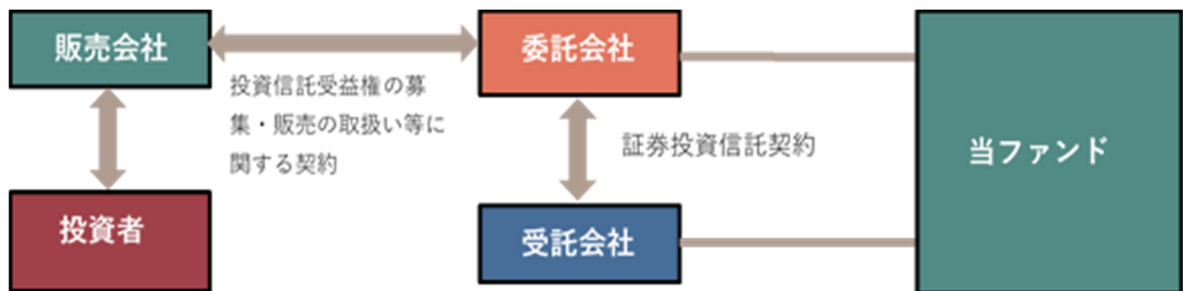 販売会社
委託会社
投資信託受益権の募
集・販売の取扱い等に
関する契約
証券投資信託契約
当ファンド
投資者
受託会社